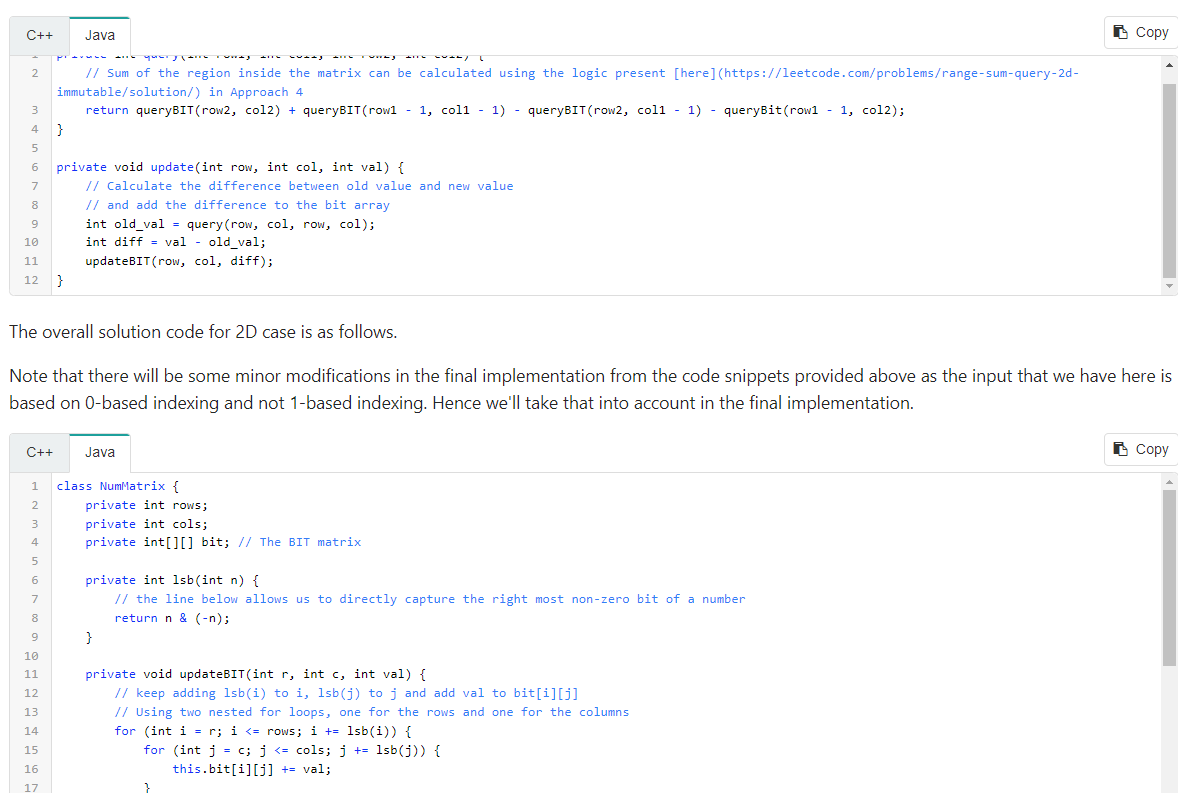 C++ Java Copy
1 private int query(int row1, int col1, int row2, int col2) {
2 // Sum of the region inside the matrix can be calculated using the logic present [here](https://leetcode.com/problems/range-sum-query-2d-
immutable/solution/) in Approach 4
3 return queryBIT(row2, col2) + queryBIT(row1 - 1, col1 - 1) - queryBIT(row2, col1 - 1) - queryBit(row1 - 1, col2);
4 }
5
6 private void update(int row, int col, int val) {
7 // Calculate the difference between old value and new value
8 // and add the difference to the bit array
9 int old_val = query(row, col, row, col);
10 int diff = val - old_val;
11 updateBIT(row, col, diff);
12 }
The overall solution code for 2D case is as follows.
Note that there will be some minor modifications in the final implementation from the code snippets provided above as the input that we have here is
based on 0-based indexing and not 1-based indexing. Hence we'll take that into account in the final implementation.
C++ Java Copy
1 class NumMatrix {
2 private int rows;
3 private int cols;
4 private int[][] bit; // The BIT matrix
5
6 private int lsb(int n) {
7 // the line below allows us to directly capture the right most non-zero bit of a number
8 return n & (-n);
9 }
10
11 private void updateBIT(int r, int c, int val) {
12 // keep adding lsb(i) to i, lsb(j) to j and add val to bit[i][j]
13 // Using two nested for loops, one for the rows and one for the columns
14 for (int i = r; i <= rows; i += lsb(i)) {
15 for (int j = c; j <= cols; j += lsb(j)) {
16 this.bit[i][j] += val;
17 }